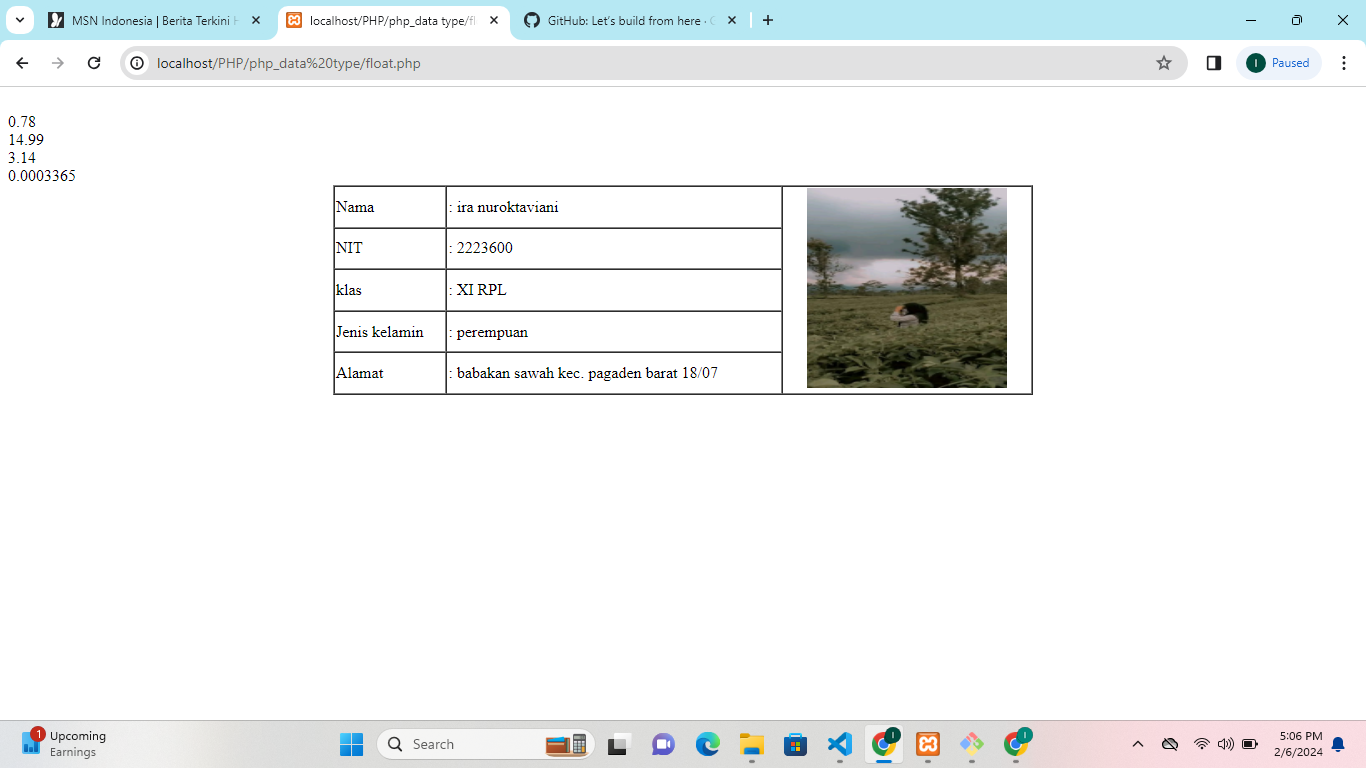 MSN Indonesia | Berita Terkini
localhost/PHP/php_data type/fl
GitHub: Let's build from here ·
localhost/PHP/php_data%20type/float.php
Paused
0.78
14.99
3.14
0.0003365
Nama : ira nuroktaviani
NIT : 2223600
klas : XI RPL
Jenis kelamin : perempuan
Alamat : babakan sawah kec. pagaden barat 18/07
1
Upcoming
Earnings
Search
5:06 PM
2/6/2024